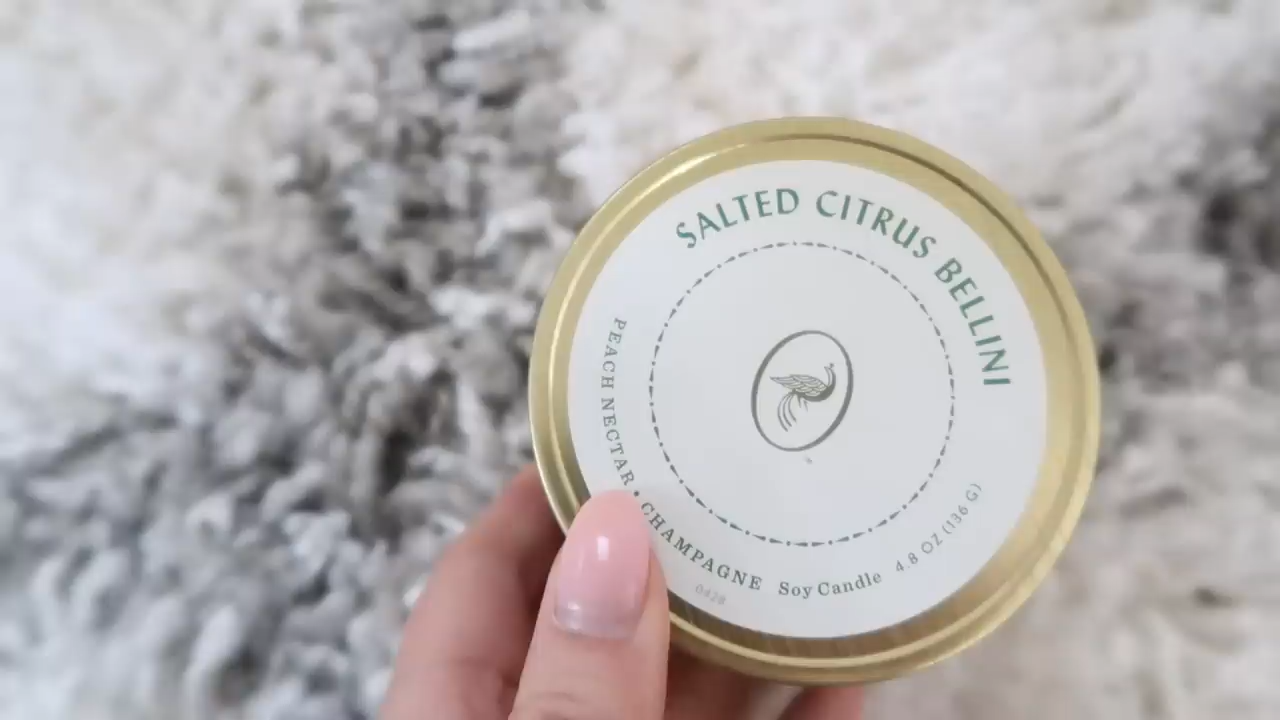 SALTED CITRUS BELLINI
PEACH NECTAR • CHAMPAGNE Soy Candle 4.8 OZ (136 G)